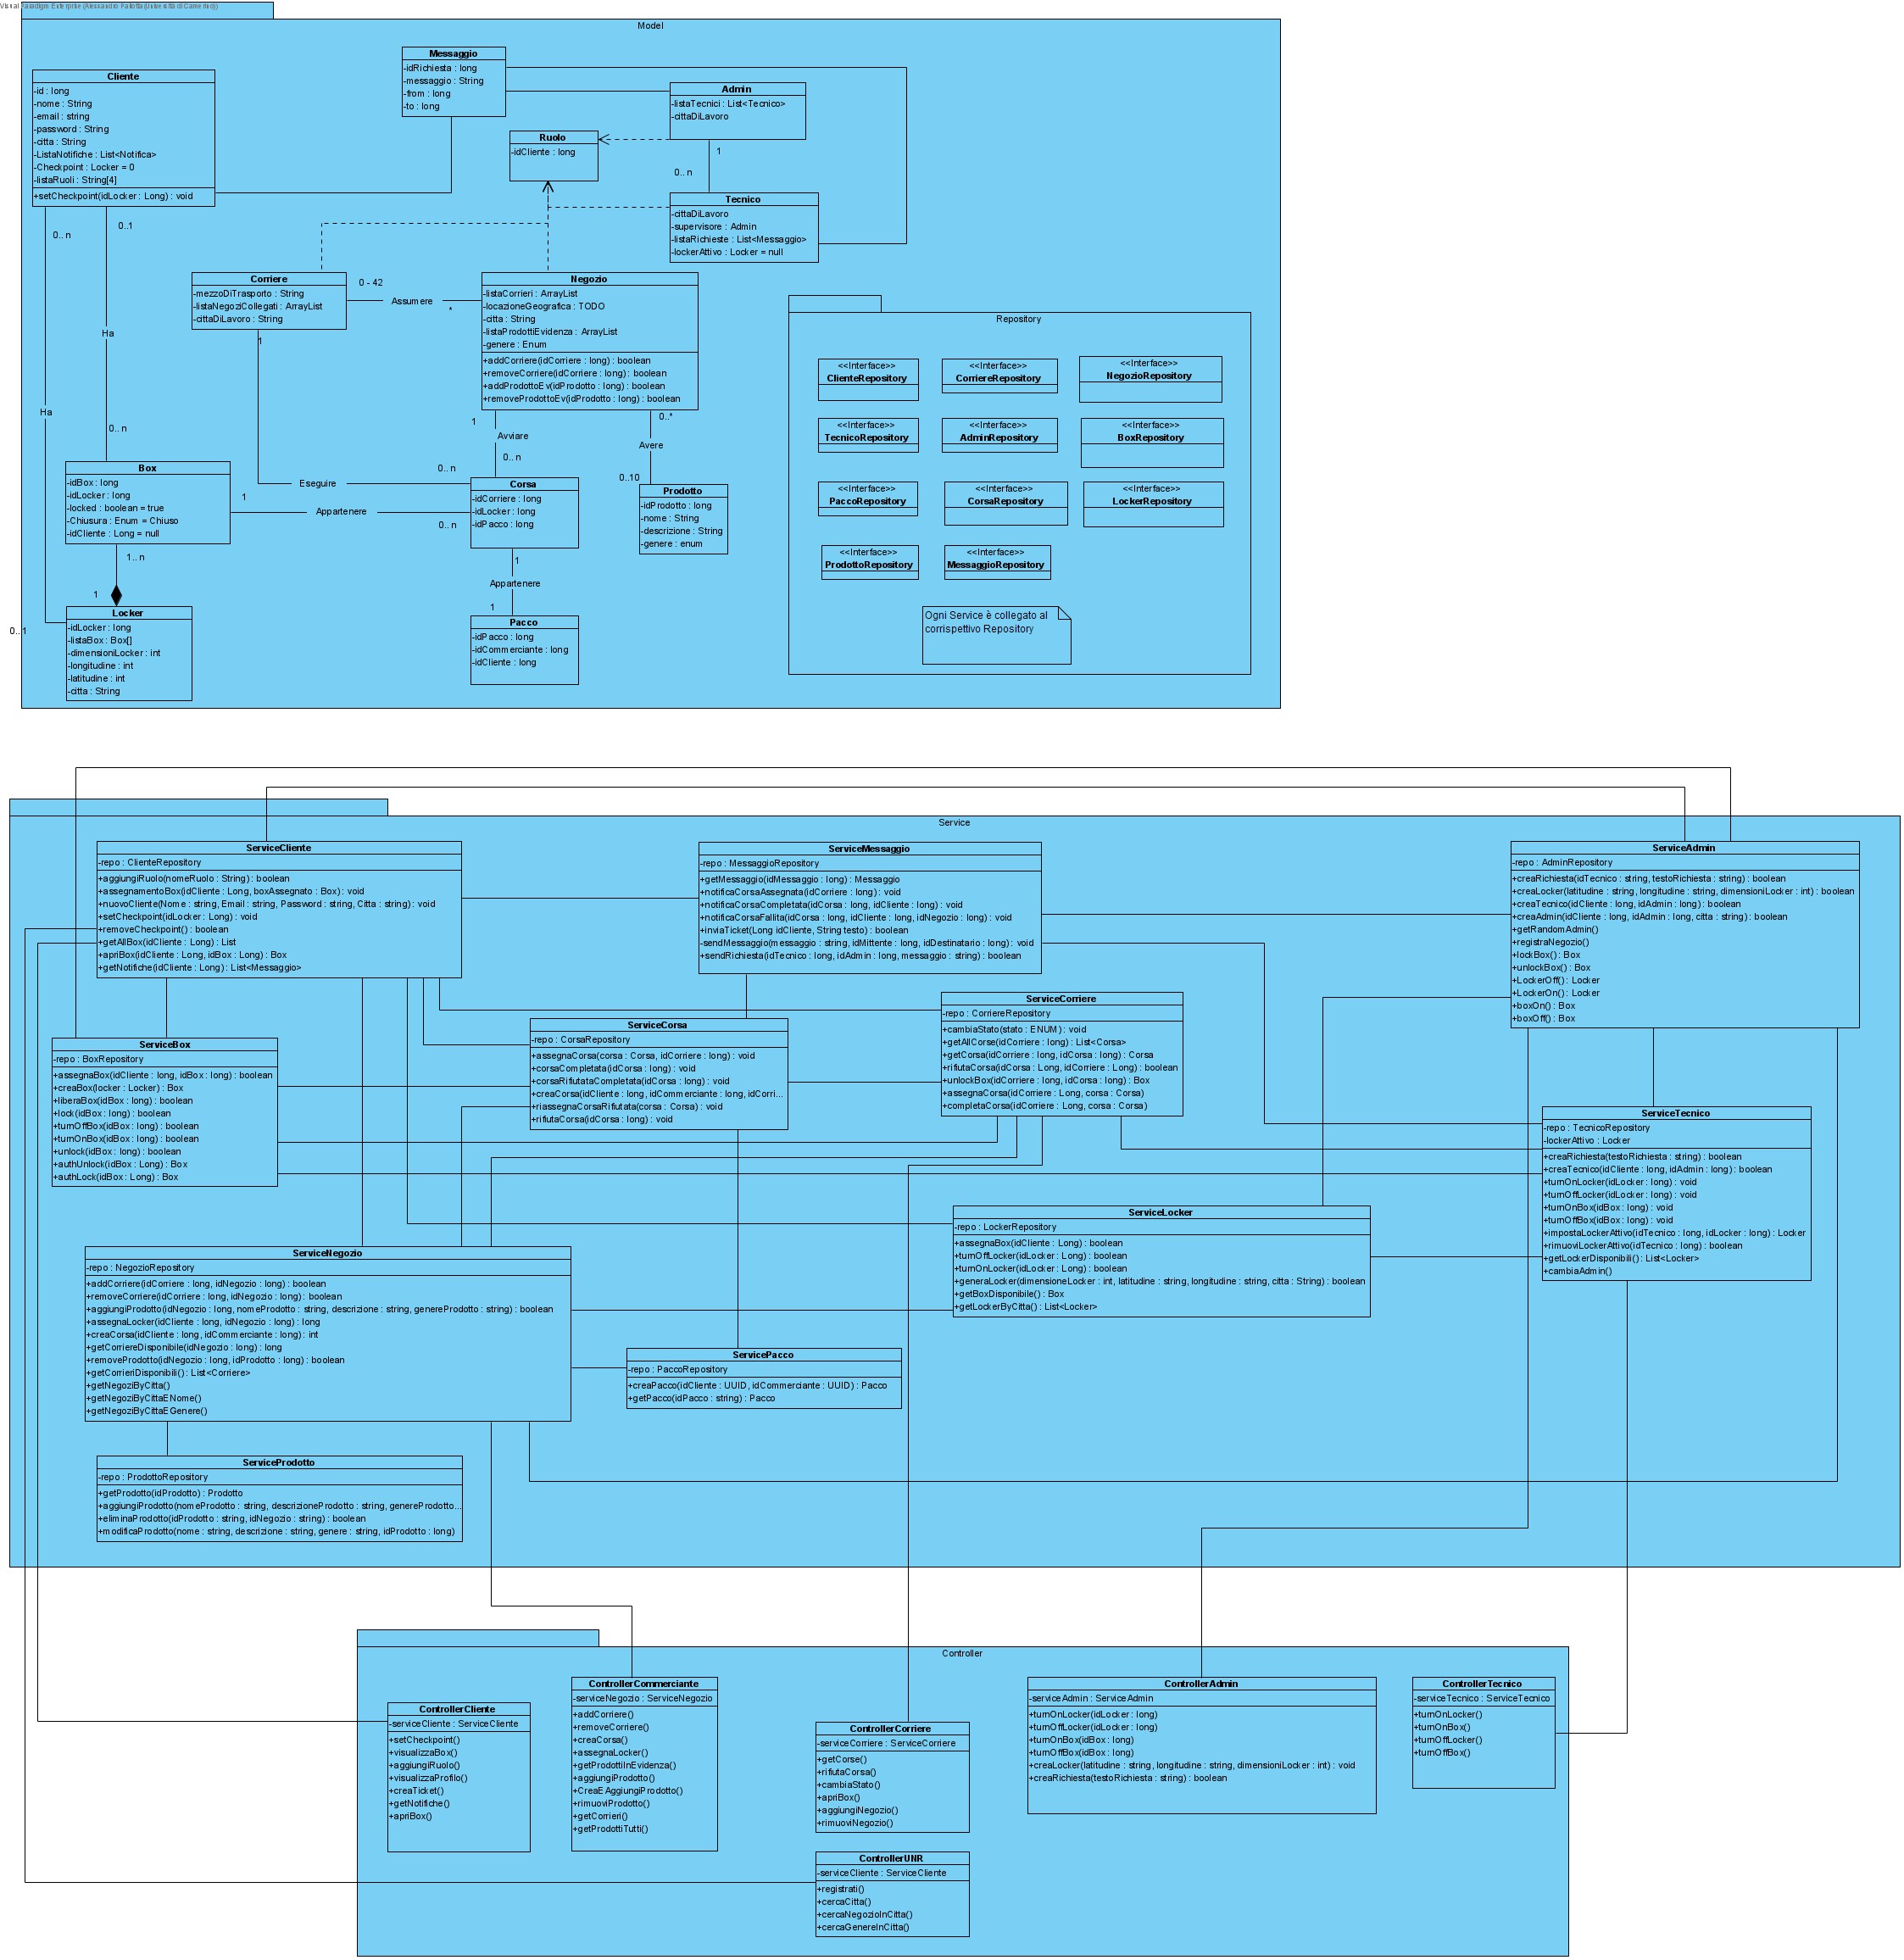 Visual Paradigm Enterprise (Alessandro Pallotta (Università di Camerino))
Model
Messaggio
-idRichiesta : long
-messaggio : String
-from : long
-to : long
Cliente
-id : long
-nome : String
-email : string
-password : String
-citta : String
-ListaNotifiche : List<Notifica>
-Checkpoint : Locker = 0
-listaRuoli : String[4]
+setCheckpoint(idLocker : Long) : void
Admin
-listaTecnici : List<Tecnico>
-cittaDiLavoro
Ruolo
-idCliente : long
1
0..n
Tecnico
-cittaDiLavoro
-supervisore : Admin
-listaRichieste : List<Messaggio>
-lockerAttivo : Locker = null
0..n
0..1
Corriere
-mezzoDiTrasporto : String
-listaNegoziCollegati : ArrayList
-cittaDiLavoro : String
0 - 42
Assumere
*
Negozio
-listaCorrieri : ArrayList
-locazioneGeografica : TODO
-citta : String
-listaProdottiEvidenza : ArrayList
-genere : Enum
+addCorriere(idCorriere : long) : boolean
+removeCorriere(idCorriere : long) : boolean
+addProdottoEv(idProdotto : long) : boolean
+removeProdottoEv(idProdotto : long) : boolean
1
Ha
Ha
0..n
1
Avviare
0..n
0..*
Avere
0..10
0..n
Eseguire
Box
-idBox : long
-idLocker : long
-locked : boolean = true
-Chiusura : Enum = Chiuso
-idCliente : Long = null
1
Appartenere
0..n
Corsa
-idCorriere : long
-idLocker : long
-idPacco : long
Prodotto
-idProdotto : long
-nome : String
-descrizione : String
-genere : enum
1..n
1
1
Appartenere
1
0..1
Locker
-idLocker : long
-listaBox : Box[]
-dimensioniLocker : int
-longitudine : int
-latitudine : int
-citta : String
Pacco
-idPacco : long
-idCommerciante : long
-idCliente : long
Repository
<<Interface>>
ClienteRepository
<<Interface>>
CorriereRepository
<<Interface>>
NegozioRepository
<<Interface>>
TecnicoRepository
<<Interface>>
AdminRepository
<<Interface>>
BoxRepository
<<Interface>>
PaccoRepository
<<Interface>>
CorsaRepository
<<Interface>>
LockerRepository
<<Interface>>
ProdottoRepository
<<Interface>>
MessaggioRepository
Ogni Service è collegato al
corrispettivo Repository
Service
ServiceCliente
-repo : ClienteRepository
+aggiungiRuolo(nomeRuolo : String) : boolean
+assegnamentoBox(idCliente : Long, boxAssegnato : Box) : void
+nuovoCliente(Nome : string, Email : string, Password : string, Citta : string) : void
+setCheckpoint(idLocker : Long) : void
+removeCheckpoint() : boolean
+getAllBox(idCliente : Long) : List
+apriBox(idCliente : Long, idBox : Long) : Box
+getNotifiche(idCliente : Long) : List<Messaggio>
ServiceMessaggio
-repo : MessaggioRepository
+getMessaggio(idMessaggio : long) : Messaggio
+notificaCorsaAssegnata(idCorriere : long) : void
+notificaCorsaCompletata(idCorsa : long, idCliente : long) : void
+notificaCorsaFallita(idCorsa : long, idCliente : long, idNegozio : long) : void
+inviaTicket(Long idCliente, String testo) : boolean
-sendMessaggio(messaggio : string, idMittente : long, idDestinatario : long) : void
+sendRichiesta(idTecnico : long, idAdmin : long, messaggio : string) : boolean
ServiceAdmin
-repo : AdminRepository
+creaRichiesta(idTecnico : string, testoRichiesta : string) : boolean
+creaLocker(latitudine : string, longitudine : string, dimensioniLocker : int) : boolean
+creaTecnico(idCliente : long, idAdmin : long) : boolean
+creaAdmin(idCliente : long, idAdmin : long, citta : string) : boolean
+getRandomAdmin()
+registraNegozio()
+lockBox() : Box
+unlockBox() : Box
+LockerOff() : Locker
+LockerOn() : Locker
+boxOn() : Box
+boxOff() : Box
ServiceBox
-repo : BoxRepository
+assegnaBox(idCliente : long, idBox : long) : boolean
+creaBox(locker : Locker) : Box
+liberaBox(idBox : long) : boolean
+lock(idBox : long) : boolean
+turnOffBox(idBox : long) : boolean
+turnOnBox(idBox : long) : boolean
+unlock(idBox : long) : boolean
+authUnlock(idBox : Long) : Box
+authLock(idBox : Long) : Box
ServiceCorsa
-repo : CorsaRepository
+assegnaCorsa(corsa : Corsa, idCorriere : long) : void
+corsaCompletata(idCorsa : long) : void
+corsaRifiutataCompletata(idCorsa : long) : void
+creaCorsa(idCliente : long, idCommerciante : long, idCorri...
+riassegnaCorsaRifiutata(corsa : Corsa) : void
+rifiutaCorsa(idCorsa : long) : void
ServiceCorriere
-repo : CorriereRepository
+cambiaStato(stato : ENUM) : void
+getAllCorse(idCorriere : long) : List<Corsa>
+getCorsa(idCorriere : long, idCorsa : long) : Corsa
+rifiutaCorsa(idCorsa : Long, idCorriere : Long) : boolean
+unlockBox(idCorriere : long, idCorsa : long) : Box
+assegnaCorsa(idCorriere : Long, corsa : Corsa)
+completaCorsa(idCorriere : Long, corsa : Corsa)
ServiceTecnico
-repo : TecnicoRepository
-lockerAttivo : Locker
+creaRichiesta(testoRichiesta : string) : boolean
+creaTecnico(idCliente : long, idAdmin : long) : boolean
+turnOnLocker(idLocker : long) : void
+turnOffLocker(idLocker : long) : void
+turnOnBox(idBox : long) : void
+turnOffBox(idBox : long) : void
+impostaLockerAttivo(idTecnico : long, idLocker : long) : Locker
+rimuoviLockerAttivo(idTecnico : long) : boolean
+getLockerDisponibili() : List<Locker>
+cambiaAdmin()
ServiceLocker
-repo : LockerRepository
+assegnaBox(idCliente : Long) : boolean
+turnOffLocker(idLocker : Long) : boolean
+turnOnLocker(idLocker : Long) : boolean
+generaLocker(dimensioneLocker : int, latitudine : string, longitudine : string, citta : String) : boolean
+getBoxDisponibile() : Box
+getLockerByCitta() : List<Locker>
ServiceNegozio
-repo : NegozioRepository
+addCorriere(idCorriere : long, idNegozio : long) : boolean
+removeCorriere(idCorriere : long, idNegozio : long) : boolean
+aggiungiProdotto(idNegozio : long, nomeProdotto : string, descrizione : string, genereProdotto : string) : boolean
+assegnaLocker(idCliente : long, idNegozio : long) : long
+creaCorsa(idCliente : long, idCommerciante : long) : int
+getCorriereDisponibile(idNegozio : long) : long
+removeProdotto(idNegozio : long, idProdotto : long) : boolean
+getCorrieriDisponibili() : List<Corriere>
+getNegoziByCitta()
+getNegoziByCittaENome()
+getNegoziByCittaEGenere()
ServicePacco
-repo : PaccoRepository
+creaPacco(idCliente : UUID, idCommerciante : UUID) : Pacco
+getPacco(idPacco : string) : Pacco
ServiceProdotto
-repo : ProdottoRepository
+getProdotto(idProdotto) : Prodotto
+aggiungiProdotto(nomeProdotto : string, descrizioneProdotto : string, genereProdotto...
+eliminaProdotto(idProdotto : string, idNegozio : string) : boolean
+modificaProdotto(nome : string, descrizione : string, genere : string, idProdotto : long)
Controller
ControllerCliente
-serviceCliente : ServiceCliente
+setCheckpoint()
+visualizzaBox()
+aggiungiRuolo()
+visualizzaProfilo()
+creaTicket()
+getNotifiche()
+apriBox()
ControllerCommerciante
-serviceNegozio : ServiceNegozio
+addCorriere()
+removeCorriere()
+creaCorsa()
+assegnaLocker()
+getProdottiInEvidenza()
+aggiungiProdotto()
+CreaEAggiungiProdotto()
+rimuoviProdotto()
+getCorrieri()
+getProdottiTutti()
ControllerCorriere
-serviceCorriere : ServiceCorriere
+getCorse()
+rifiutaCorsa()
+cambiaStato()
+apriBox()
+aggiungiNegozio()
+rimuoviNegozio()
ControllerAdmin
-serviceAdmin : ServiceAdmin
+turnOnLocker(idLocker : long)
+turnOffLocker(idLocker : long)
+turnOnBox(idBox : long)
+turnOffBox(idBox : long)
+creaLocker(latitudine : string, longitudine : string, dimensioniLocker : int) : void
+creaRichiesta(testoRichiesta : string) : boolean
ControllerTecnico
-serviceTecnico : ServiceTecnico
+turnOnLocker()
+turnOnBox()
+turnOffLocker()
+turnOffBox()
ControllerUNR
-serviceCliente : ServiceCliente
+registrati()
+cercaCitta()
+cercaNegozioInCitta()
+cercaGenereInCitta()